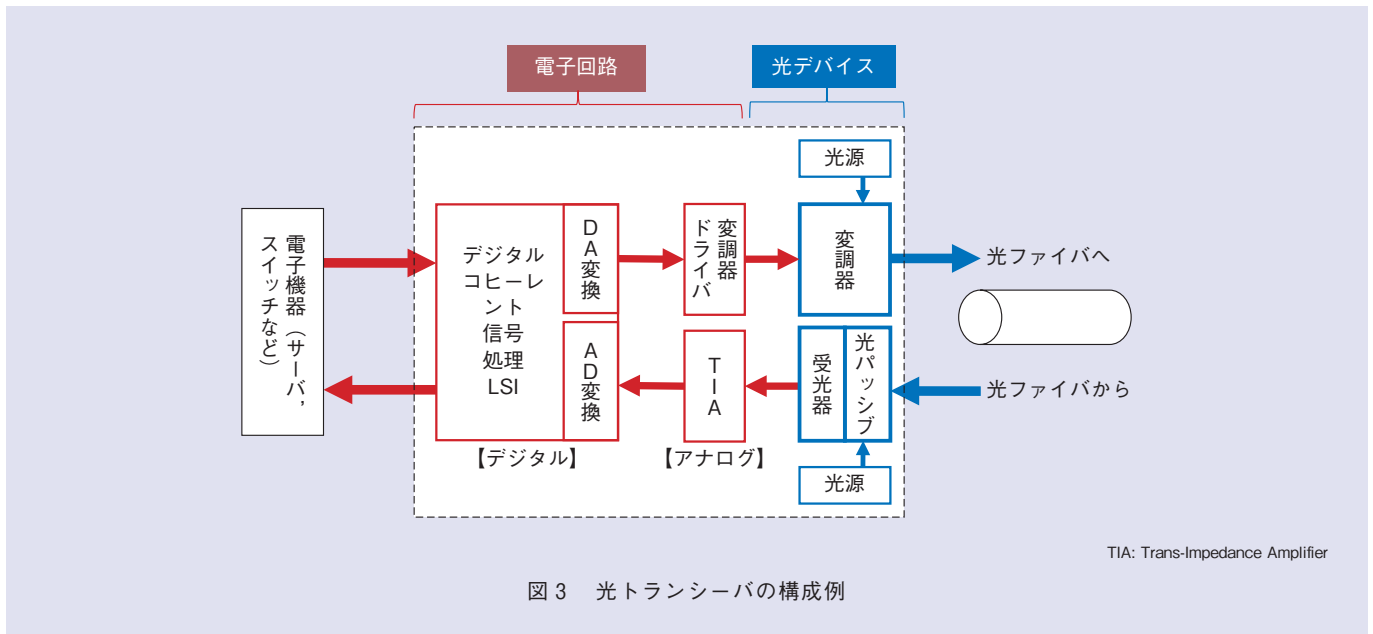 電子回路
光デバイス
光源
電子機器（サーバ，
スイッチなど）
デジタル
コヒーレ
ント
信号
処理
LSI
DA変換
変調器
ドライバ
変調器
光ファイバへ
AD変換
TIA
受光器
光パッシブ
光ファイバから
【デジタル】
【アナログ】
光源
TIA: Trans-Impedance Amplifier
図3　光トランシーバの構成例